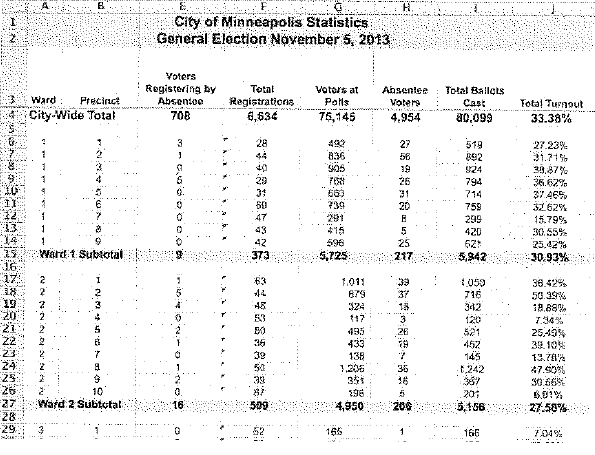 A B E F G H I J
1 City of Minneapolis Statistics
2 General Election November 5, 2013
3 Ward Precinct Voters Registering by Absentee Total Registrations Voters at Polls Absentee Voters Total Ballots Cast Total Turnout
4 City-Wide Total 708 6,634 75,145 4,954 80,099 33.38%
5
6 1 1 3 28 492 27 519 27.23%
7 1 2 1 44 836 56 892 31.71%
8 1 3 0 40 905 19 924 38.87%
9 1 4 5 29 768 26 794 36.62%
10 1 5 0 31 683 31 714 37.46%
11 1 6 0 69 739 20 759 32.62%
12 1 7 0 47 291 8 299 15.79%
13 1 8 0 43 415 5 420 30.55%
14 1 9 0 42 596 25 621 25.42%
15 Ward 1 Subtotal 9 373 5,725 217 5,942 30.93%
16
17 2 1 1 63 1,011 39 1,050 36.42%
18 2 2 5 44 679 37 716 50.39%
19 2 3 4 48 324 18 342 18.88%
20 2 4 0 53 117 3 120 7.34%
21 2 5 2 50 495 26 521 25.49%
22 2 6 1 36 433 19 452 39.10%
23 2 7 0 39 138 7 145 13.78%
24 2 8 1 50 1,206 36 1,242 47.90%
25 2 9 2 39 351 16 367 30.56%
26 2 10 0 87 196 5 201 6.91%
27 Ward 2 Subtotal 16 509 4,950 206 5,156 27.56%
28
29 3 1 0 52 165 1 166 7.04%